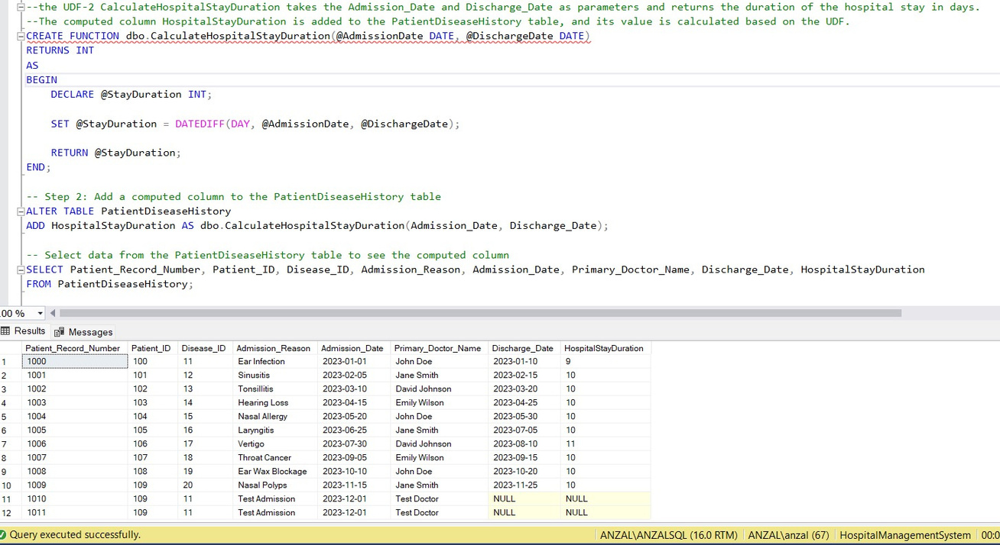 --the UDF-2 CalculateHospitalStayDuration takes the Admission_Date and Discharge_Date as parameters and returns the duration of the hospital stay in days.
--The computed column HospitalStayDuration is added to the PatientDiseaseHistory table, and its value is calculated based on the UDF.
CREATE FUNCTION dbo.CalculateHospitalStayDuration(@AdmissionDate DATE, @DischargeDate DATE)
RETURNS INT
AS
BEGIN
    DECLARE @StayDuration INT;
    SET @StayDuration = DATEDIFF(DAY, @AdmissionDate, @DischargeDate);
    RETURN @StayDuration;
END;
-- Step 2: Add a computed column to the PatientDiseaseHistory table
ALTER TABLE PatientDiseaseHistory
ADD HospitalStayDuration AS dbo.CalculateHospitalStayDuration(Admission_Date, Discharge_Date);
-- Select data from the PatientDiseaseHistory table to see the computed column
SELECT Patient_Record_Number, Patient_ID, Disease_ID, Admission_Reason, Admission_Date, Primary_Doctor_Name, Discharge_Date, HospitalStayDuration
FROM PatientDiseaseHistory;
00 %
Results Messages
Patient_Record_Number Patient_ID Disease_ID Admission_Reason Admission_Date Primary_Doctor_Name Discharge_Date HospitalStayDuration
1 1000 100 11 Ear Infection 2023-01-01 John Doe 2023-01-10 9
2 1001 101 12 Sinusitis 2023-02-05 Jane Smith 2023-02-15 10
3 1002 102 13 Tonsillitis 2023-03-10 David Johnson 2023-03-20 10
4 1003 103 14 Hearing Loss 2023-04-15 Emily Wilson 2023-04-25 10
5 1004 104 15 Nasal Allergy 2023-05-20 John Doe 2023-05-30 10
6 1005 105 16 Laryngitis 2023-06-25 Jane Smith 2023-07-05 10
7 1006 106 17 Vertigo 2023-07-30 David Johnson 2023-08-10 11
8 1007 107 18 Throat Cancer 2023-09-05 Emily Wilson 2023-09-15 10
9 1008 108 19 Ear Wax Blockage 2023-10-10 John Doe 2023-10-20 10
10 1009 109 20 Nasal Polyps 2023-11-15 Jane Smith 2023-11-25 10
11 1010 109 11 Test Admission 2023-12-01 Test Doctor NULL NULL
12 1011 109 11 Test Admission 2023-12-01 Test Doctor NULL NULL
Query executed successfully. ANZAL\ANZALSQL (16.0 RTM) ANZAL\anzal (67) HospitalManagementSystem 00:0